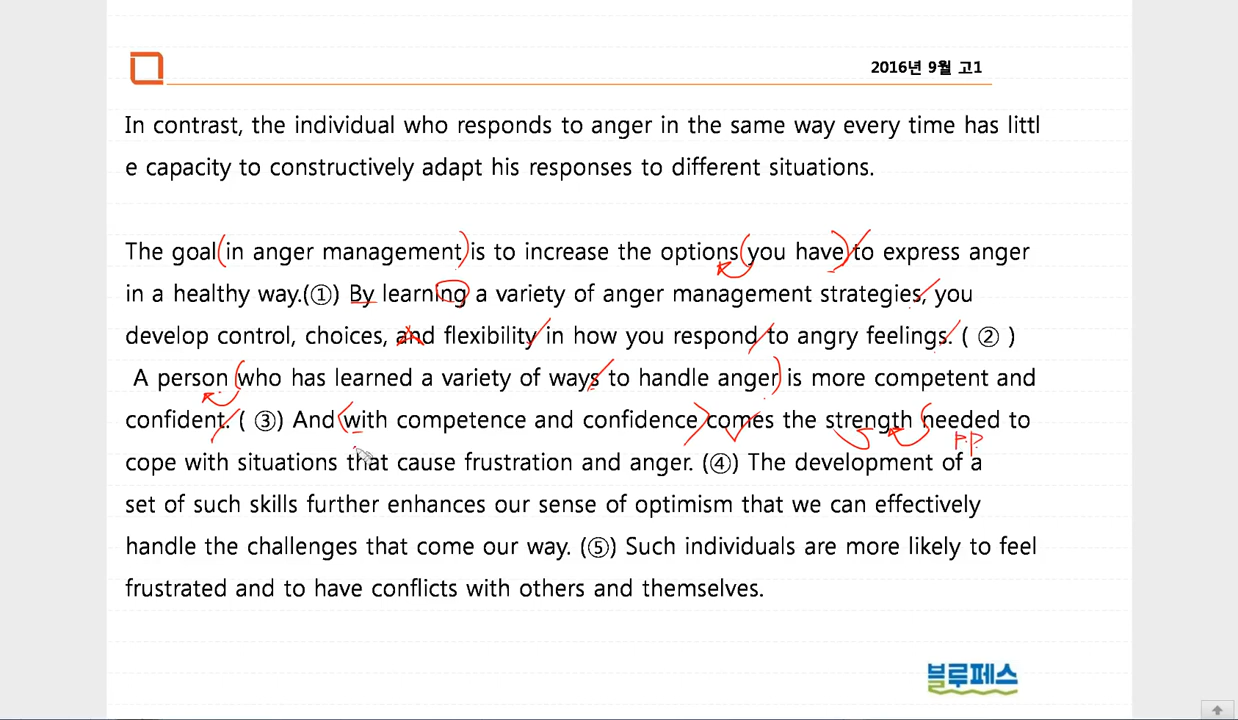 2016년 9월 고1
In contrast, the individual who responds to anger in the same way every time has littl
e capacity to constructively adapt his responses to different situations.
The goal (in anger management) is to increase the options (you have) / to express anger
in a healthy way.(①) By learning a variety of anger management strategies, / you
develop control, choices, and flexibility / in how you respond / to angry feelings. / ( ② )
A person (who has learned a variety of ways / to handle anger) is more competent and
confident. / ( ③) And <with competence and confidence> comes the strength (needed to
P.P
cope with situations that cause frustration and anger. (④) The development of a
set of such skills further enhances our sense of optimism that we can effectively
handle the challenges that come our way. (⑤) Such individuals are more likely to feel
frustrated and to have conflicts with others and themselves.
블루페스